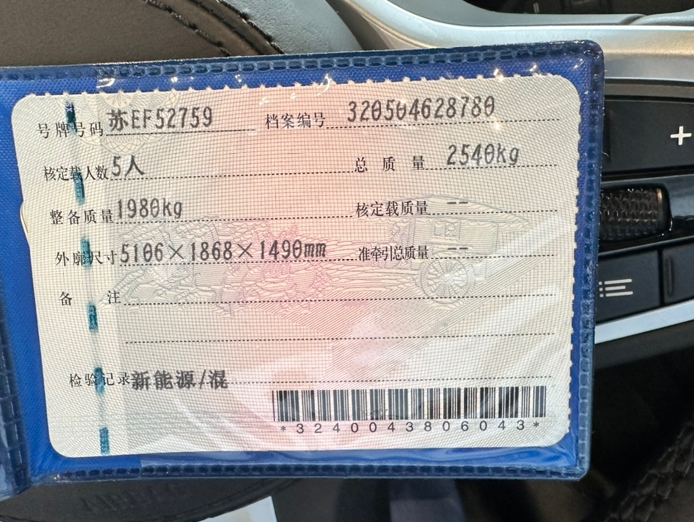 号牌号码 苏EF52759 档案编号 320504628780
核定载人数 5人 总质量 2540kg
整备质量 1980kg 核定载质量 --
外廓尺寸 5106×1868×1490mm 准牵引总质量 --
备注
检验记录 新能源/混
*3240043806043*